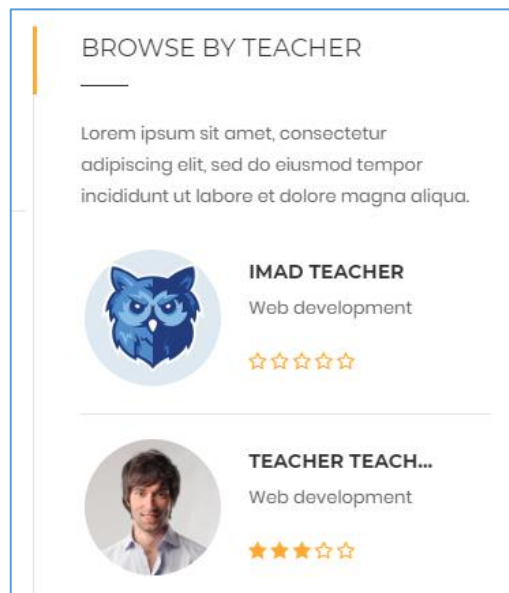 BROWSE BY TEACHER
Lorem ipsum sit amet, consectetur
adipiscing elit, sed do eiusmod tempor
incididunt ut labore et dolore magna aliqua.
IMAD TEACHER
Web development
TEACHER TEACH...
Web development